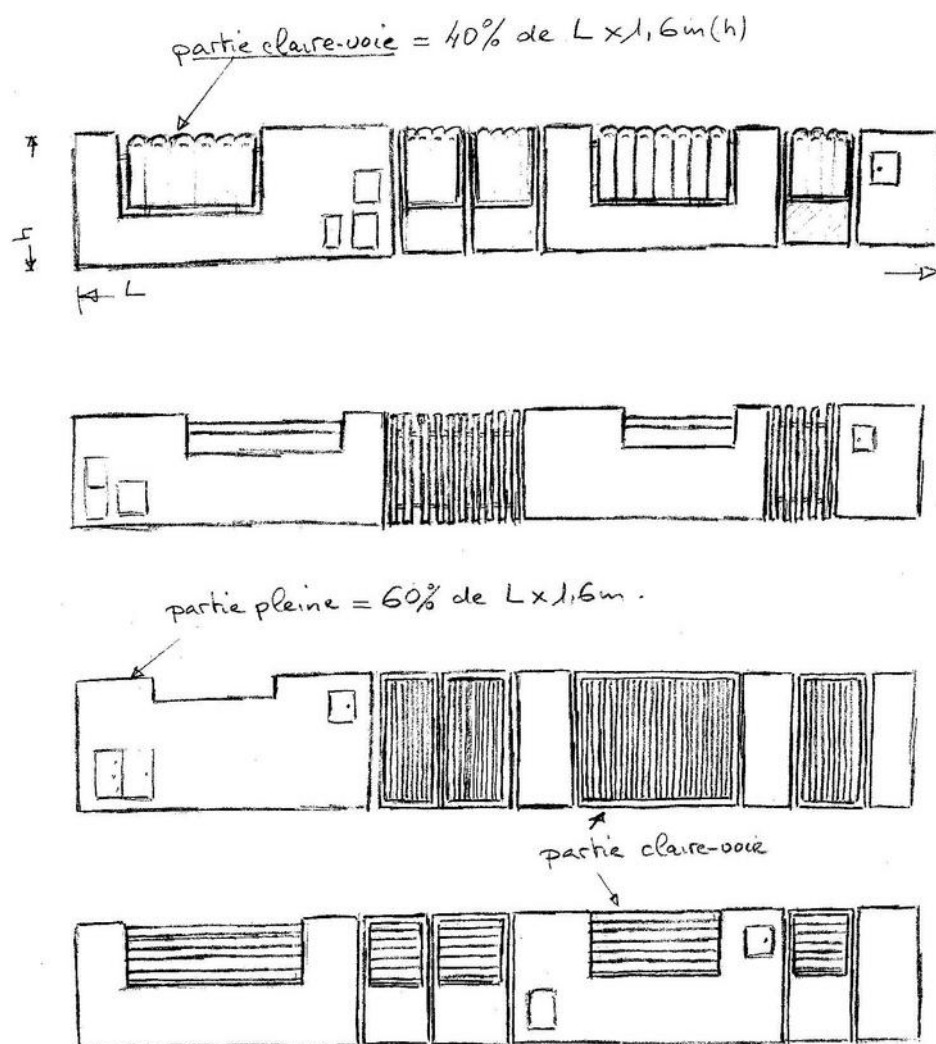 partie claire-voie = 40% de L x 1,6m (h)
h
L
partie pleine = 60% de L x 1,6m.
partie claire-voie